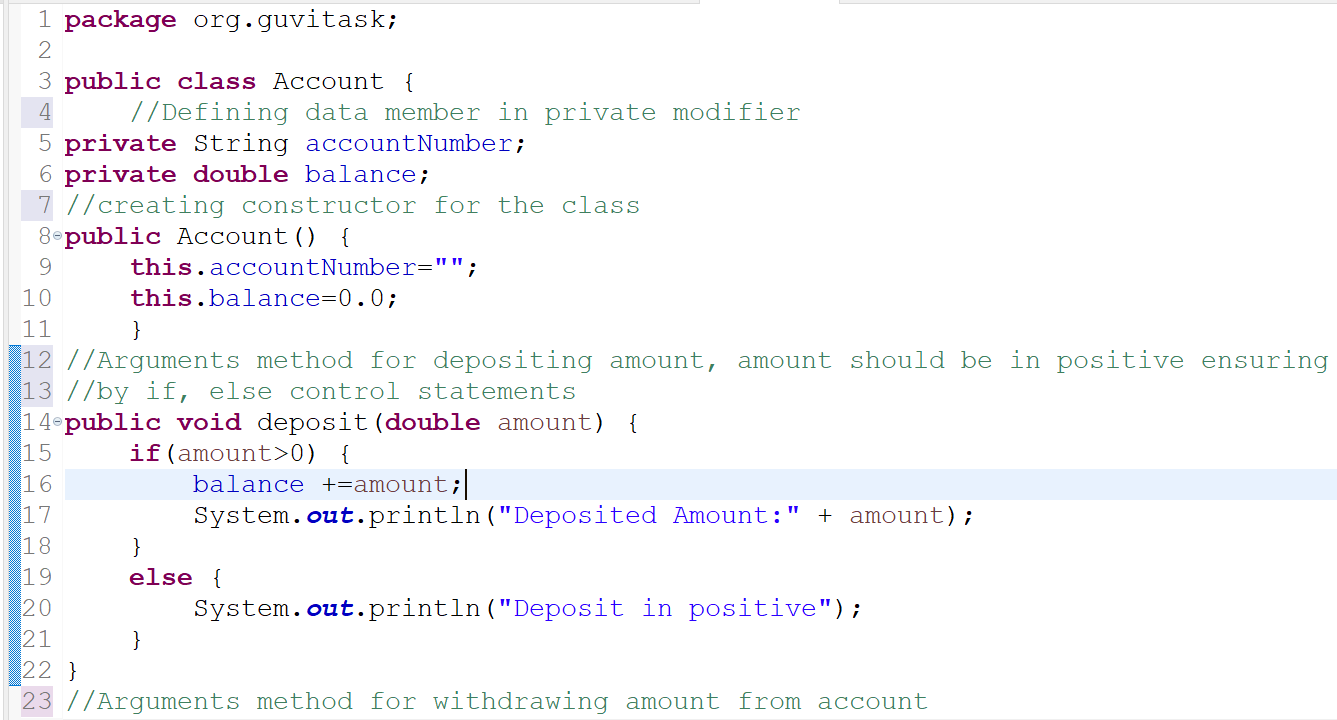 1 package org.guvitask;
2
3 public class Account {
4     //Defining data member in private modifier
5 private String accountNumber;
6 private double balance;
7 //creating constructor for the class
8 public Account() {
9     this.accountNumber="";
10     this.balance=0.0;
11     }
12 //Arguments method for depositing amount, amount should be in positive ensuring
13 //by if, else control statements
14 public void deposit(double amount) {
15     if(amount>0) {
16         balance +=amount;
17         System.out.println("Deposited Amount:" + amount);
18     }
19     else {
20         System.out.println("Deposit in positive");
21     }
22 }
23 //Arguments method for withdrawing amount from account